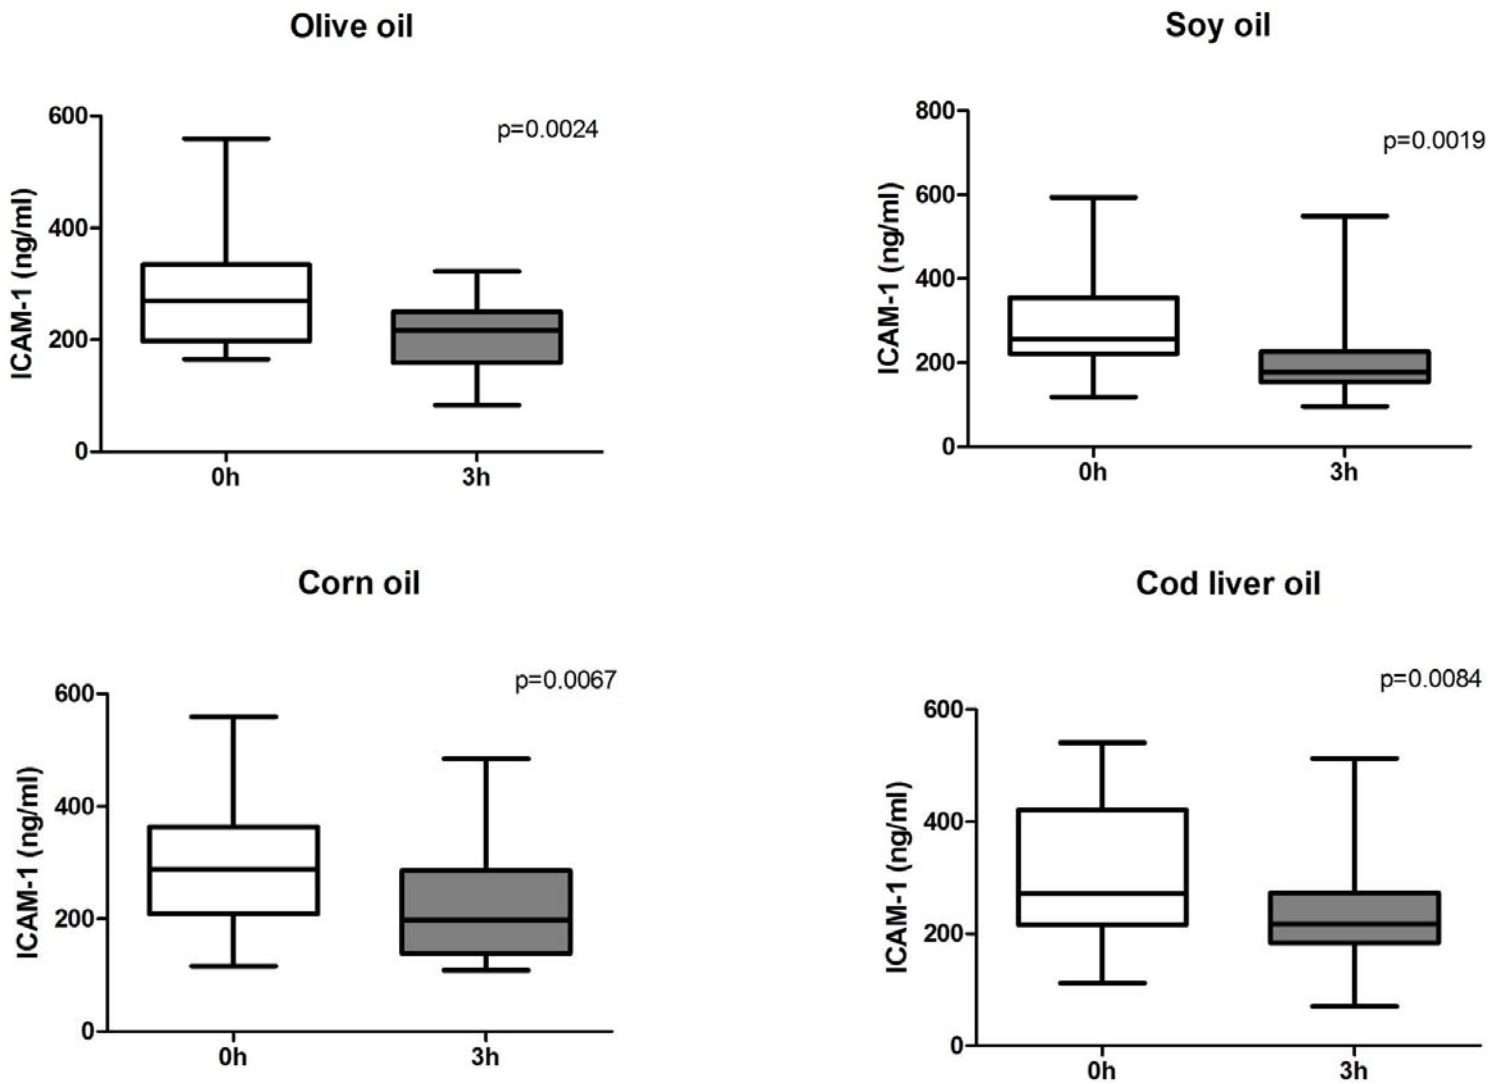 Olive oil
ICAM-1 (ng/ml)
600
400
200
0
p=0.0024
0h
3h
Soy oil
ICAM-1 (ng/ml)
800
600
400
200
0
p=0.0019
0h
3h
Corn oil
ICAM-1 (ng/ml)
600
400
200
0
p=0.0067
0h
3h
Cod liver oil
ICAM-1 (ng/ml)
600
400
200
0
p=0.0084
0h
3h